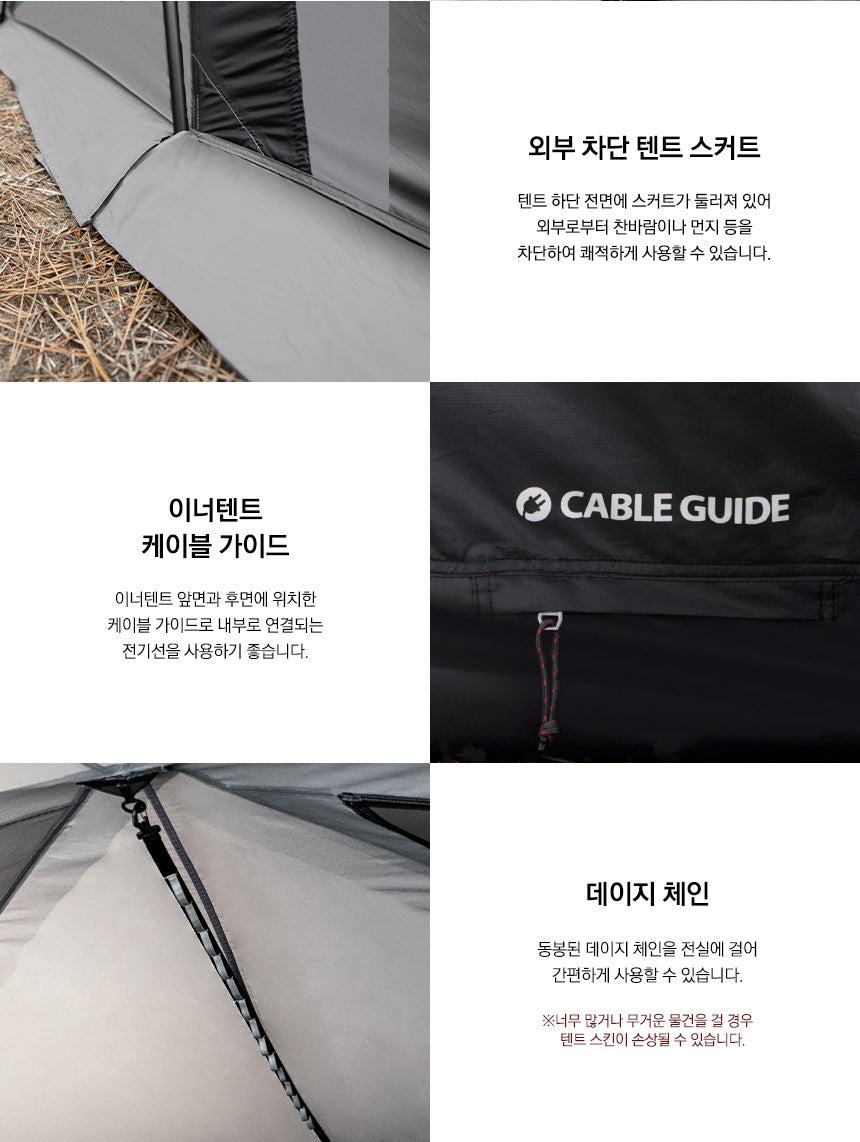 외부 차단 텐트 스커트
텐트 하단 전면에 스커트가 둘러져 있어
외부로부터 찬바람이나 먼지 등을
차단하여 쾌적하게 사용할 수 있습니다.
이너텐트
케이블 가이드
이너텐트 앞면과 후면에 위치한
케이블 가이드로 내부로 연결되는
전기선을 사용하기 좋습니다.
CABLE GUIDE
데이지 체인
동봉된 데이지 체인을 전실에 걸어
간편하게 사용할 수 있습니다.
※너무 많거나 무거운 물건을 걸 경우
텐트 스킨이 손상될 수 있습니다.